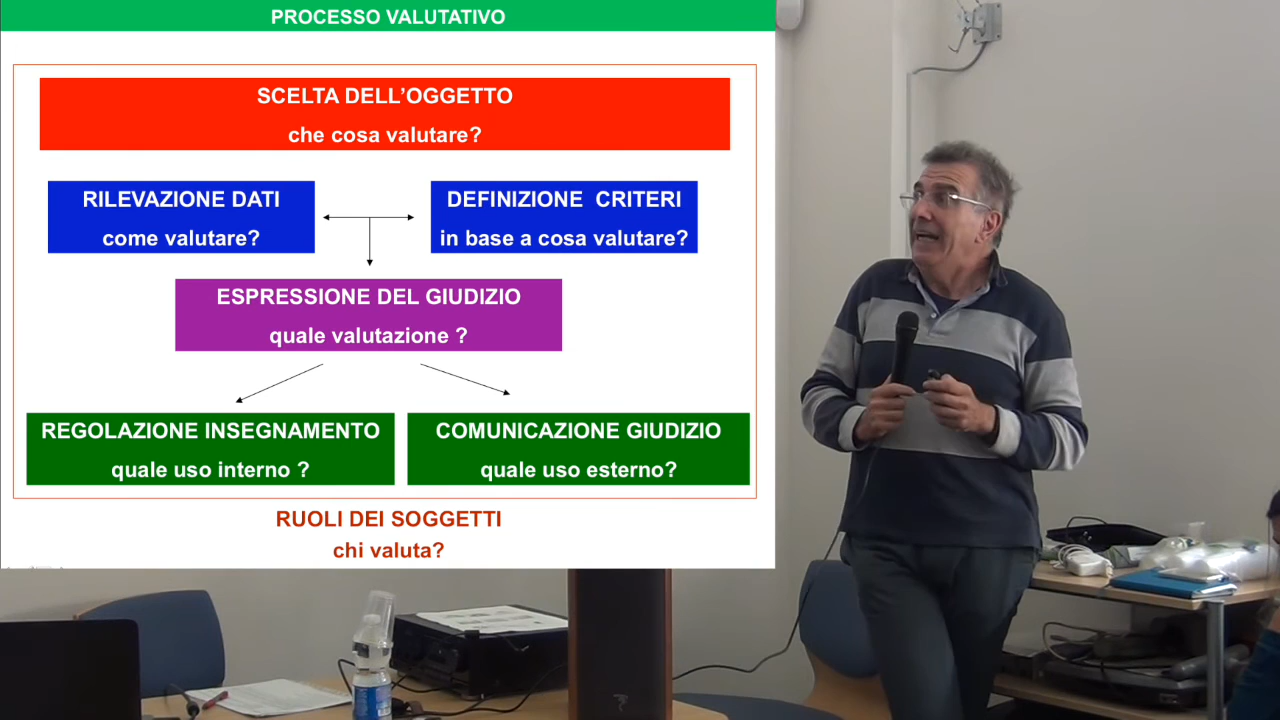 PROCESSO VALUTATIVO
SCELTA DELL’OGGETTO
che cosa valutare?
RILEVAZIONE DATI
come valutare?
DEFINIZIONE CRITERI
in base a cosa valutare?
ESPRESSIONE DEL GIUDIZIO
quale valutazione ?
REGOLAZIONE INSEGNAMENTO
quale uso interno ?
COMUNICAZIONE GIUDIZIO
quale uso esterno?
RUOLI DEI SOGGETTI
chi valuta?